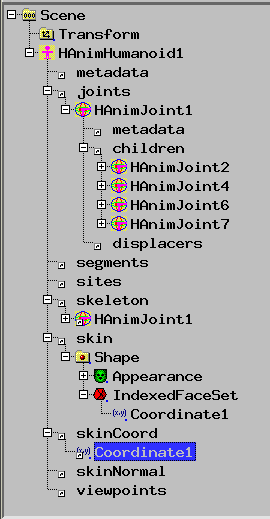 Scene
Transform
HAnimHumanoid1
metadata
joints
HAnimJoint1
metadata
children
HAnimJoint2
HAnimJoint4
HAnimJoint6
HAnimJoint7
displacers
segments
sites
skeleton
HAnimJoint1
skin
Shape
Appearance
IndexedFaceSet
Coordinate1
skinCoord
Coordinate1
skinNormal
viewpoints